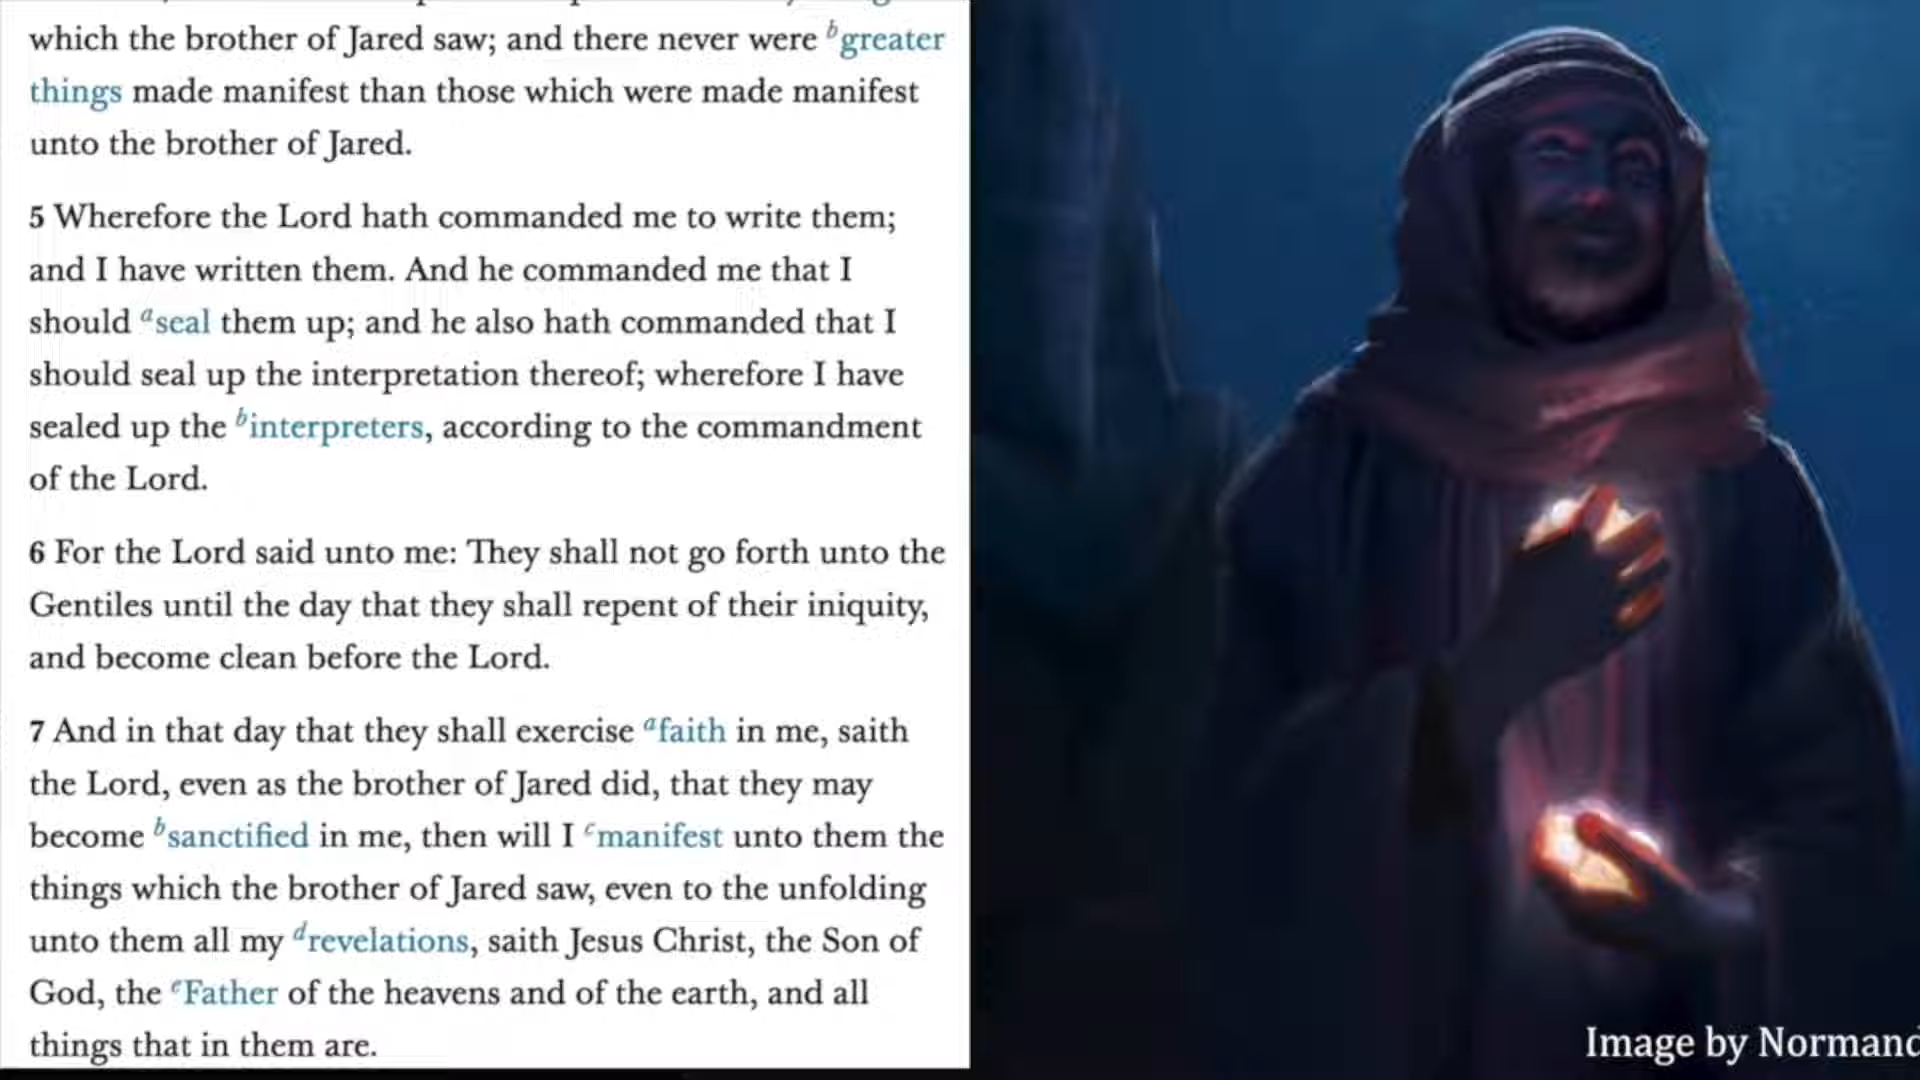 which the brother of Jared saw; and there never were b greater
things made manifest than those which were made manifest
unto the brother of Jared.
5 Wherefore the Lord hath commanded me to write them;
and I have written them. And he commanded me that I
should a seal them up; and he also hath commanded that I
should seal up the interpretation thereof; wherefore I have
sealed up the b interpreters, according to the commandment
of the Lord.
6 For the Lord said unto me: They shall not go forth unto the
Gentiles until the day that they shall repent of their iniquity,
and become clean before the Lord.
7 And in that day that they shall exercise a faith in me, saith
the Lord, even as the brother of Jared did, that they may
become b sanctified in me, then will I c manifest unto them the
things which the brother of Jared saw, even to the unfolding
unto them all my d revelations, saith Jesus Christ, the Son of
God, the e Father of the heavens and of the earth, and all
things that in them are.
Image by Normand